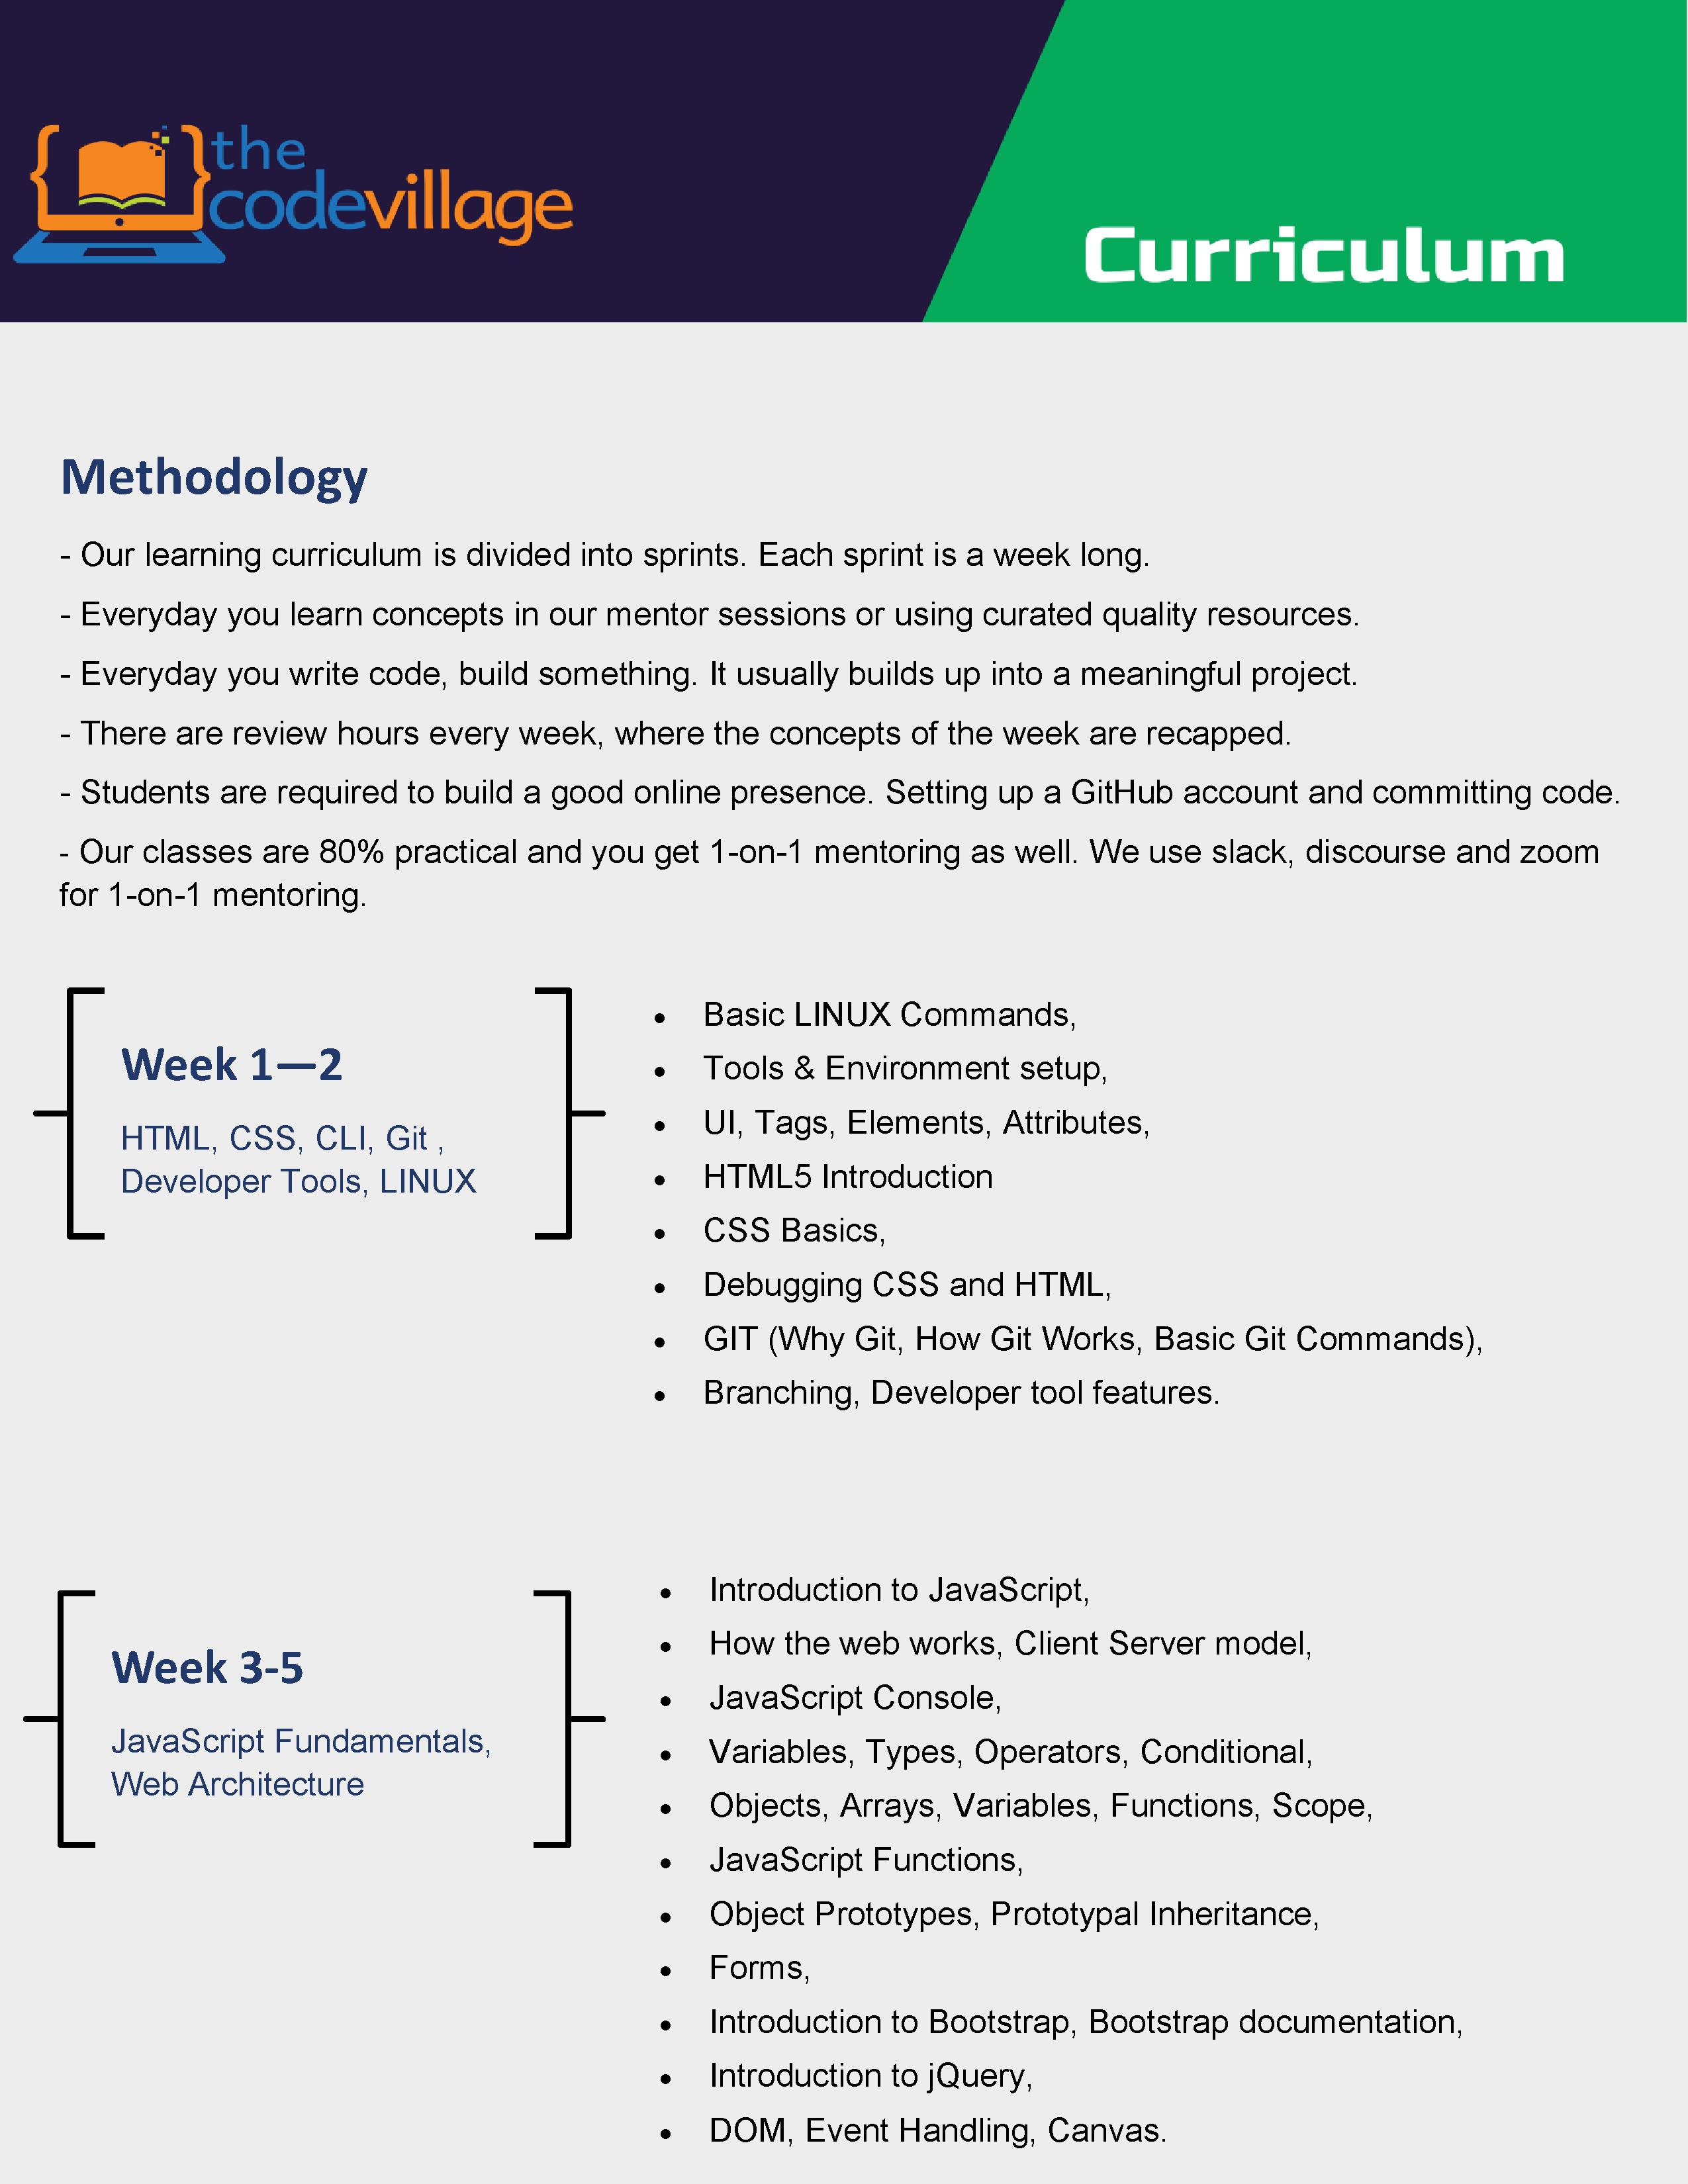 the
codevillage
Curriculum
Methodology
- Our learning curriculum is divided into sprints. Each sprint is a week long.
- Everyday you learn concepts in our mentor sessions or using curated quality resources.
- Everyday you write code, build something. It usually builds up into a meaningful project.
- There are review hours every week, where the concepts of the week are recapped.
- Students are required to build a good online presence. Setting up a GitHub account and committing code.
- Our classes are 80% practical and you get 1-on-1 mentoring as well. We use slack, discourse and zoom
for 1-on-1 mentoring.
Week 1—2
HTML, CSS, CLI, Git ,
Developer Tools, LINUX
• Basic LINUX Commands,
• Tools & Environment setup,
• UI, Tags, Elements, Attributes,
• HTML5 Introduction
• CSS Basics,
• Debugging CSS and HTML,
• GIT (Why Git, How Git Works, Basic Git Commands),
• Branching, Developer tool features.
Week 3-5
JavaScript Fundamentals,
Web Architecture
• Introduction to JavaScript,
• How the web works, Client Server model,
• JavaScript Console,
• Variables, Types, Operators, Conditional,
• Objects, Arrays, Variables, Functions, Scope,
• JavaScript Functions,
• Object Prototypes, Prototypal Inheritance,
• Forms,
• Introduction to Bootstrap, Bootstrap documentation,
• Introduction to jQuery,
• DOM, Event Handling, Canvas.